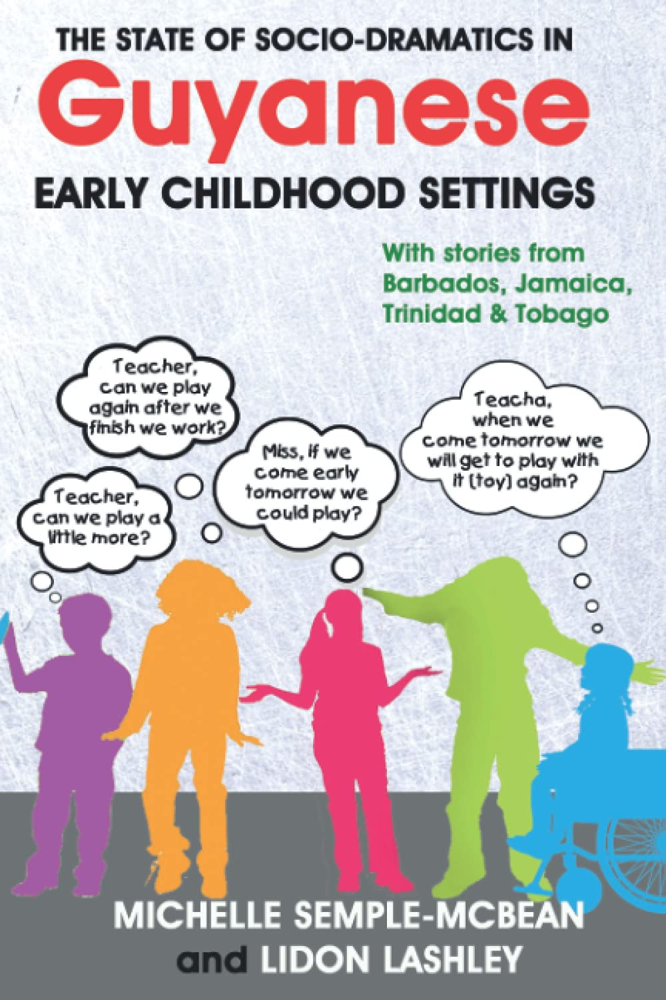 THE STATE OF SOCIO-DRAMATICS IN
Guyanese
EARLY CHILDHOOD SETTINGS
With stories from
Barbados, Jamaica,
Trinidad & Tobago
Teacher,
can we play
again after we
finish we work?
Teacher,
can we play a
little more?
Miss, if we
come early
tomorrow we
could play?
Teacha,
when we
come tomorrow we
will get to play with
it (toy) again?
MICHELLE SEMPLE-MCBEAN
and LIDON LASHLEY